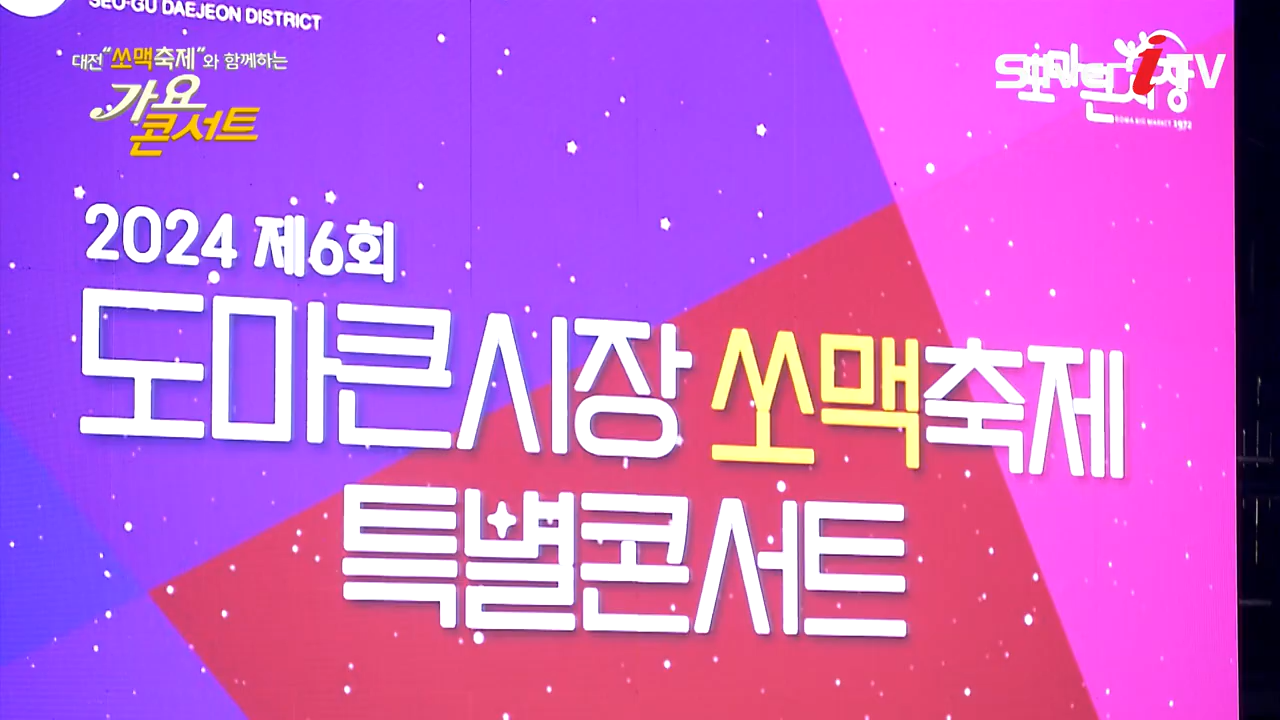 SEO-GU DAEJEON DISTRICT
대전"쏘맥축제"와 함께하는
가요
콘서트
2024 제6회
도마큰시장 쏘맥축제
특별콘서트